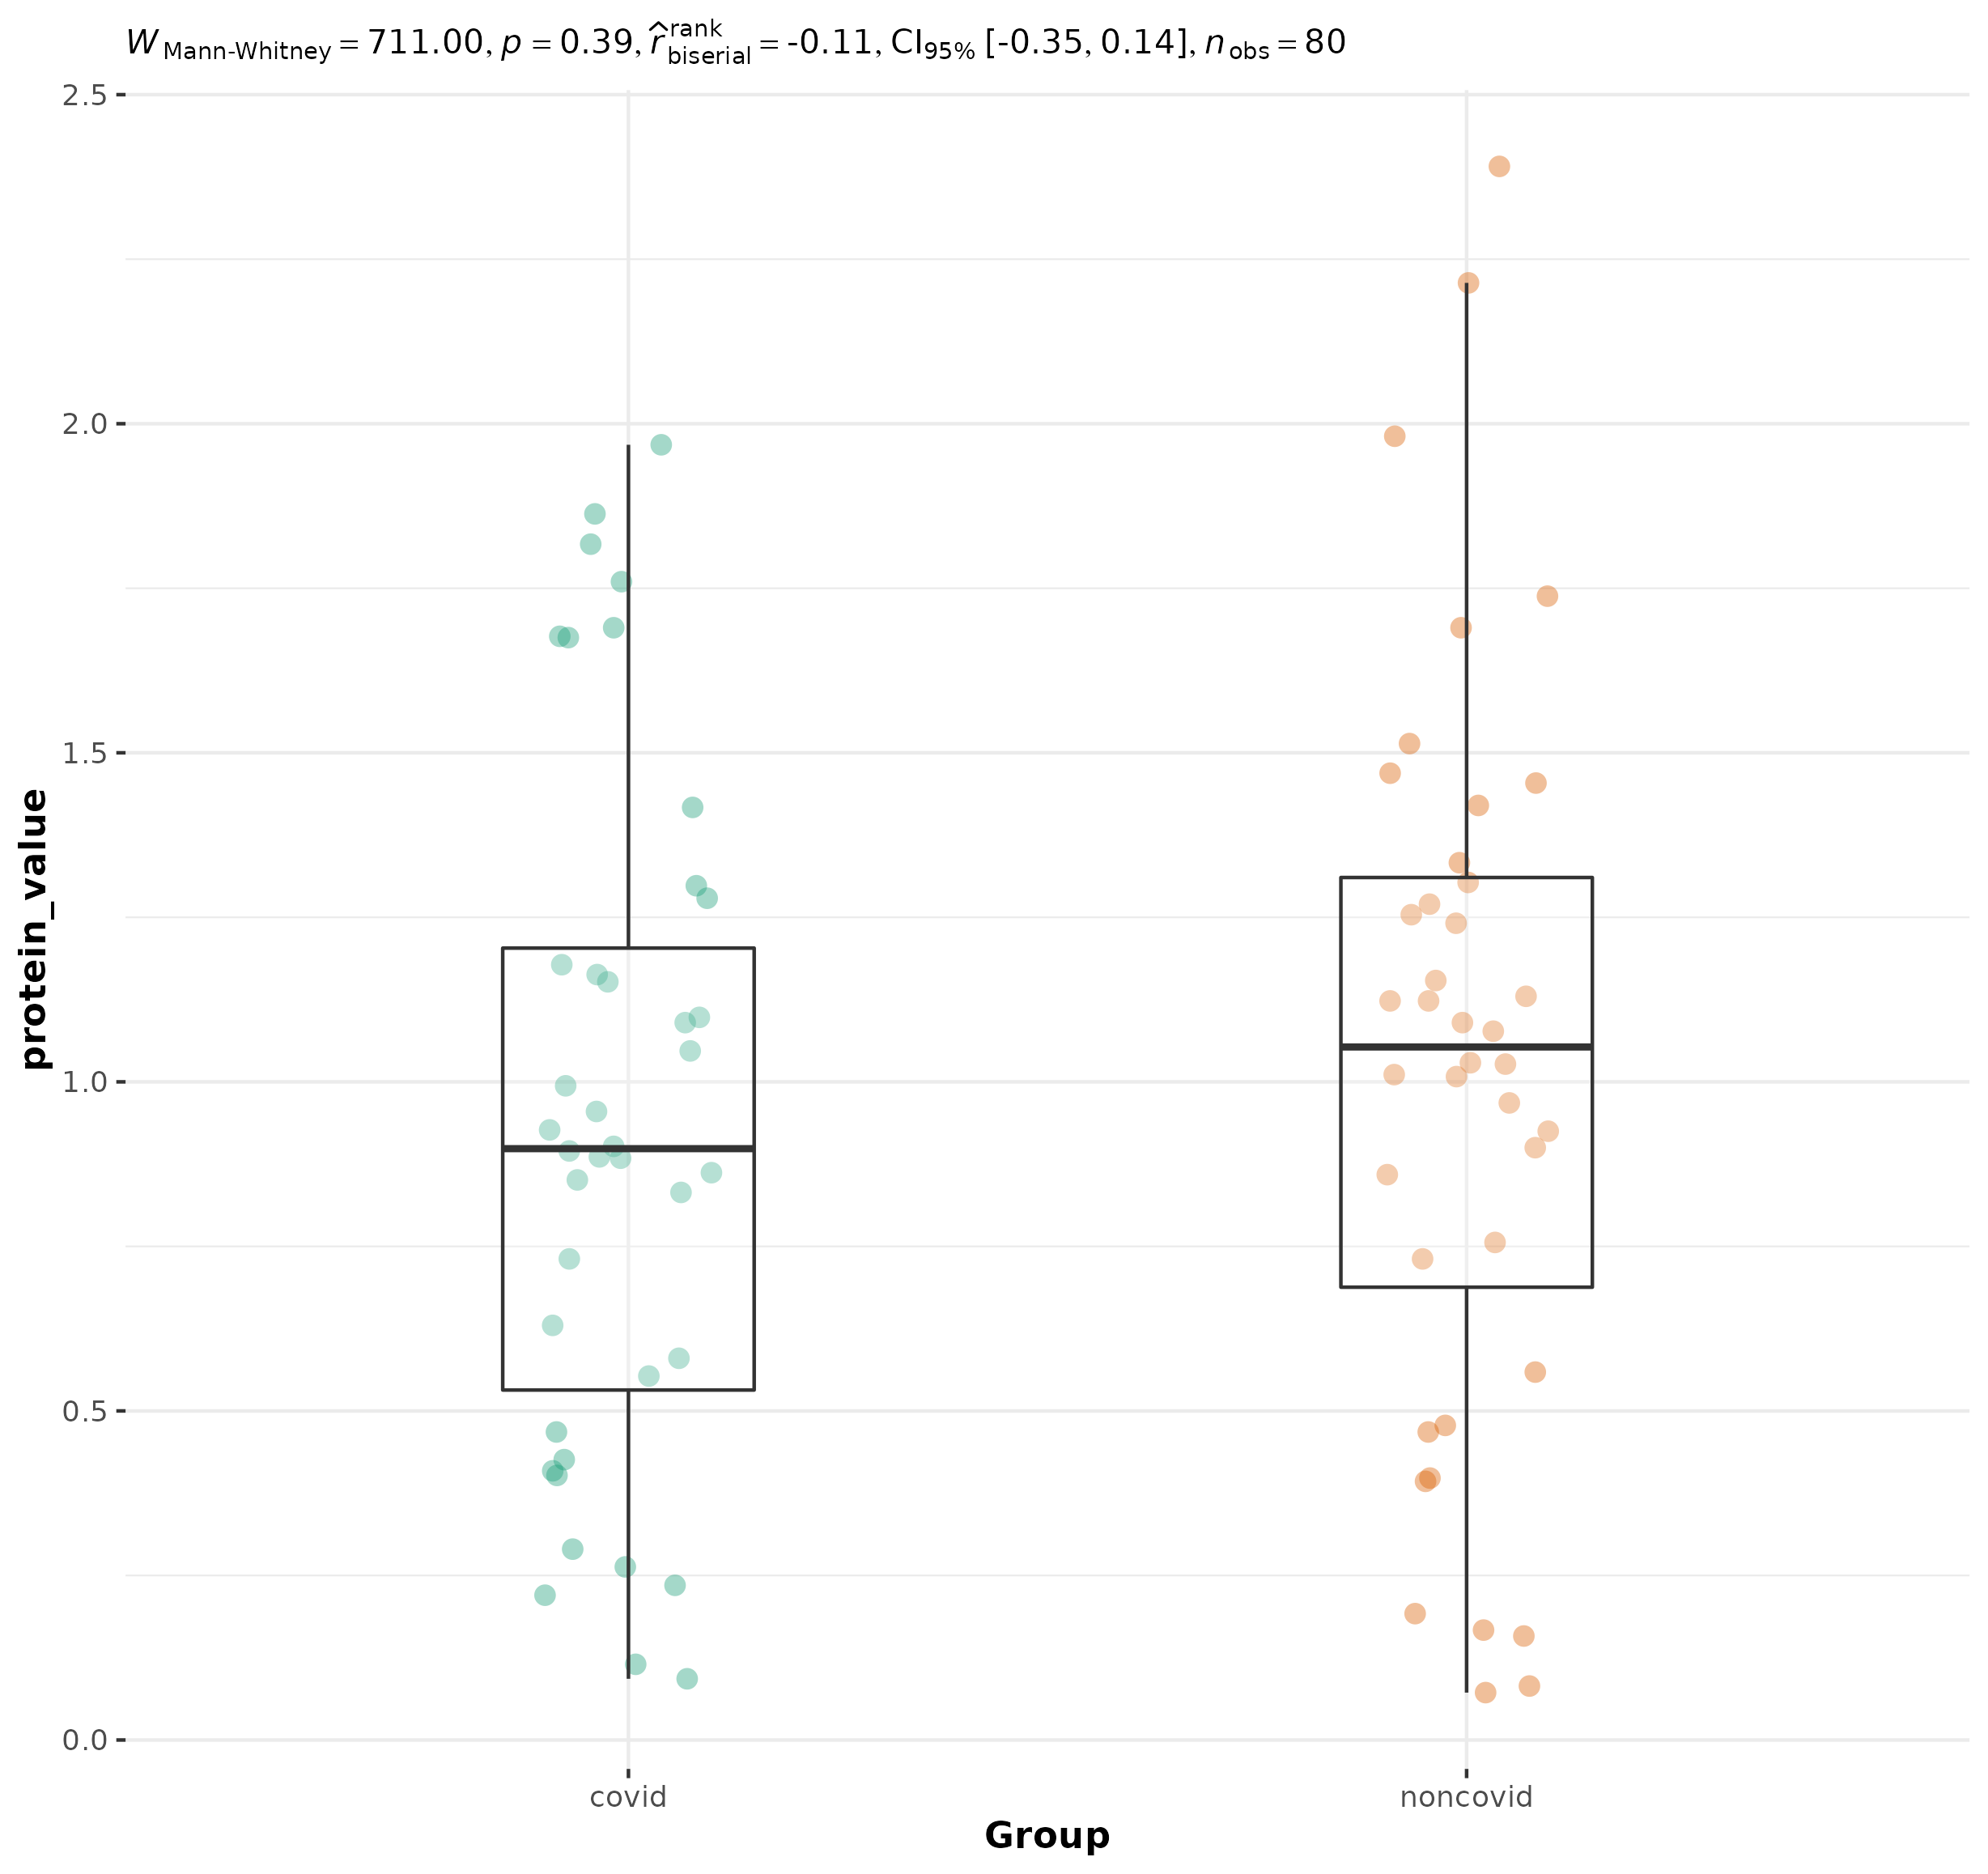 W Mann-Whitney = 711.00, p = 0.39, r̂ rank biserial = -0.11, CI95% [-0.35, 0.14], n obs = 80
2.5
2.0
1.5
1.0
0.5
0.0
protein_value
covid noncovid
Group